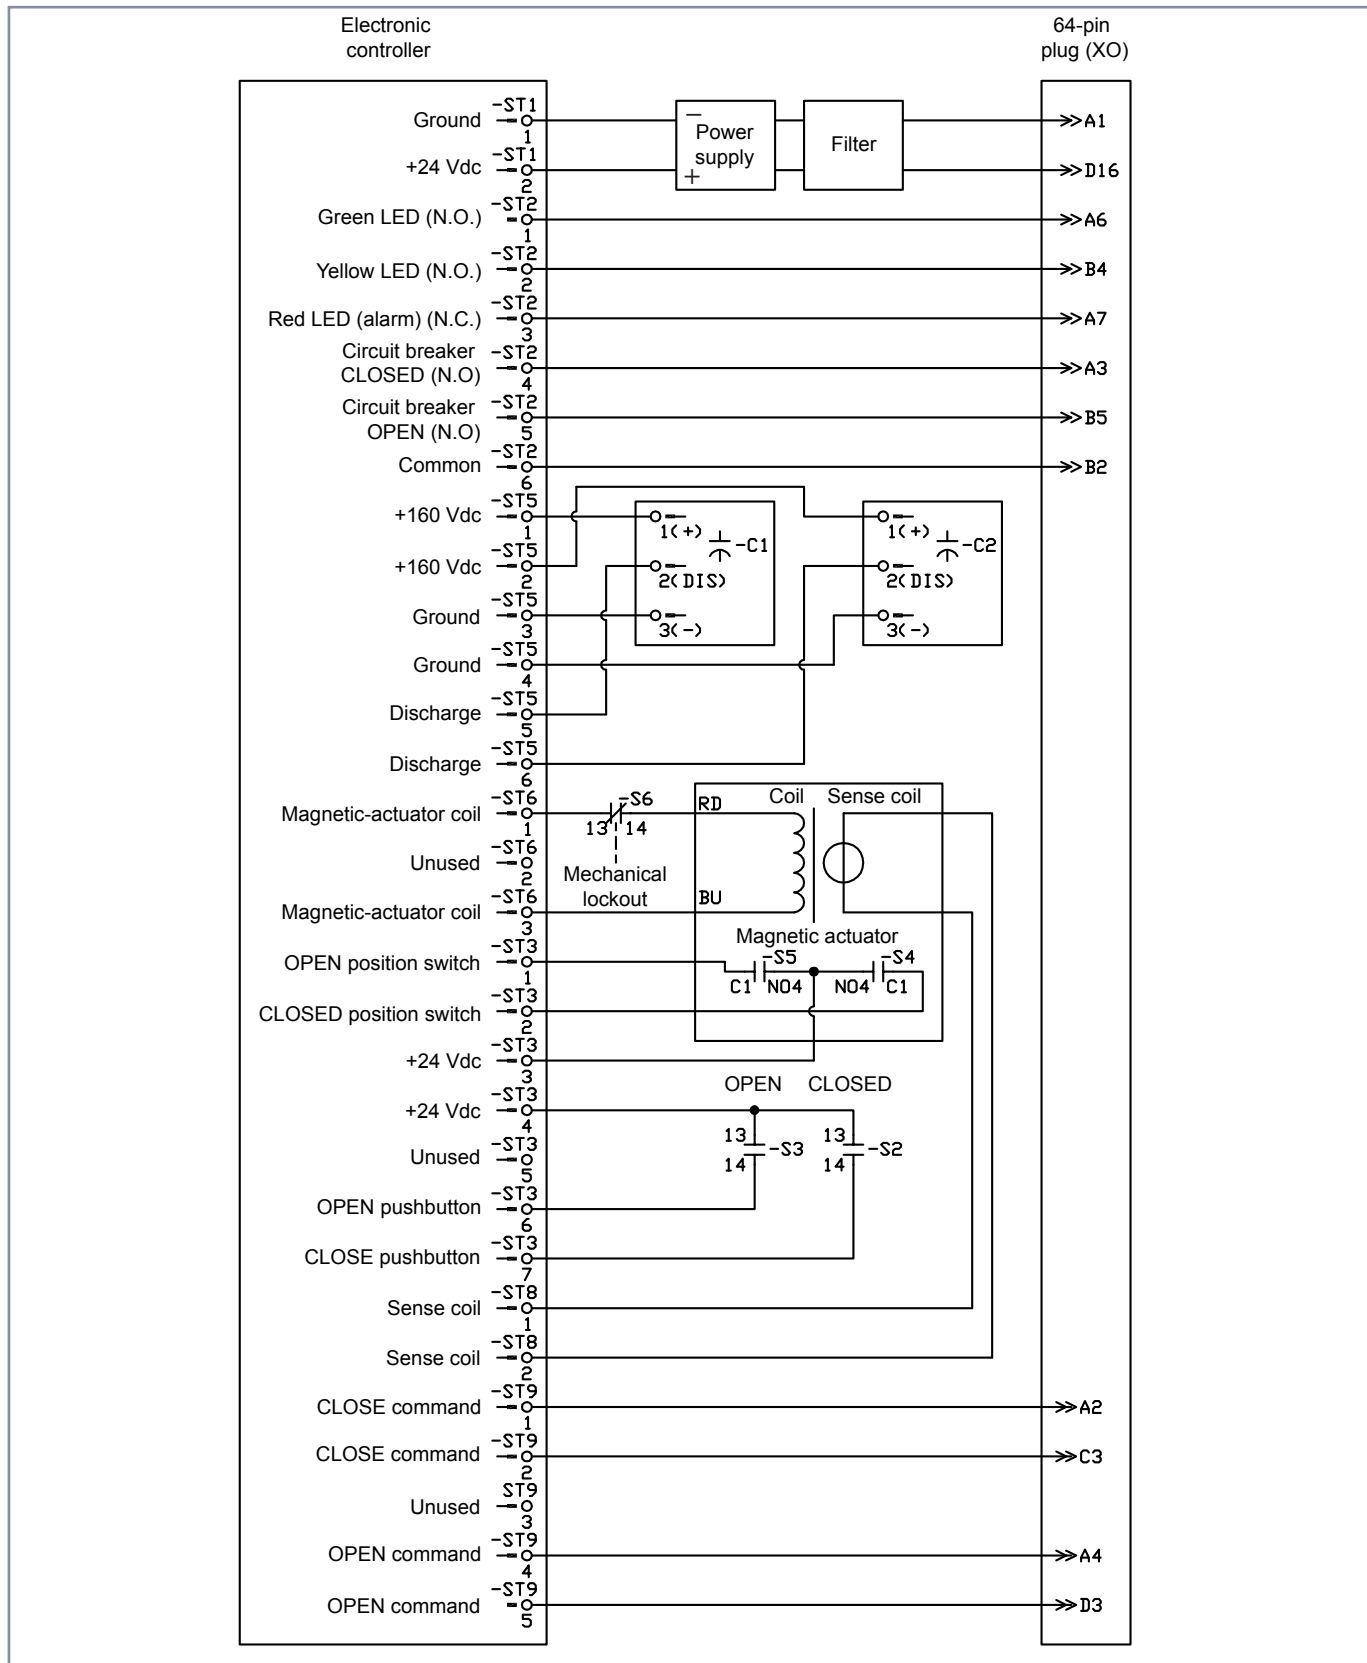 Electronic
controller
64-pin
plug (XO)
Ground
-ST1
1
-
Power
supply
+
Filter
A1
+24 Vdc
-ST1
2
D16
Green LED (N.O.)
-ST2
1
A6
Yellow LED (N.O.)
-ST2
2
B4
Red LED (alarm) (N.C.)
-ST2
3
A7
Circuit breaker
CLOSED (N.O)
-ST2
4
A3
Circuit breaker
OPEN (N.O)
-ST2
5
B5
Common
-ST2
6
B2
+160 Vdc
-ST5
1
1(+)
-C1
1(+)
-C2
+160 Vdc
-ST5
2
2(DIS)
2(DIS)
Ground
-ST5
3
3(-)
3(-)
Ground
-ST5
4
Discharge
-ST5
5
Discharge
-ST5
6
Magnetic-actuator coil
-ST6
1
-S6
13 14
Mechanical
lockout
RD
Coil
Sense coil
Unused
-ST6
2
Magnetic-actuator coil
-ST6
3
BU
Magnetic actuator
OPEN position switch
-ST3
1
-S5
C1 NO4
-S4
NO4 C1
CLOSED position switch
-ST3
2
+24 Vdc
-ST3
3
OPEN CLOSED
+24 Vdc
-ST3
4
13
14
-S3
13
14
-S2
Unused
-ST3
5
OPEN pushbutton
-ST3
6
CLOSE pushbutton
-ST3
7
Sense coil
-ST8
1
Sense coil
-ST8
2
CLOSE command
-ST9
1
A2
CLOSE command
-ST9
2
C3
Unused
ST9
3
OPEN command
-ST9
4
A4
OPEN command
-ST9
5
D3